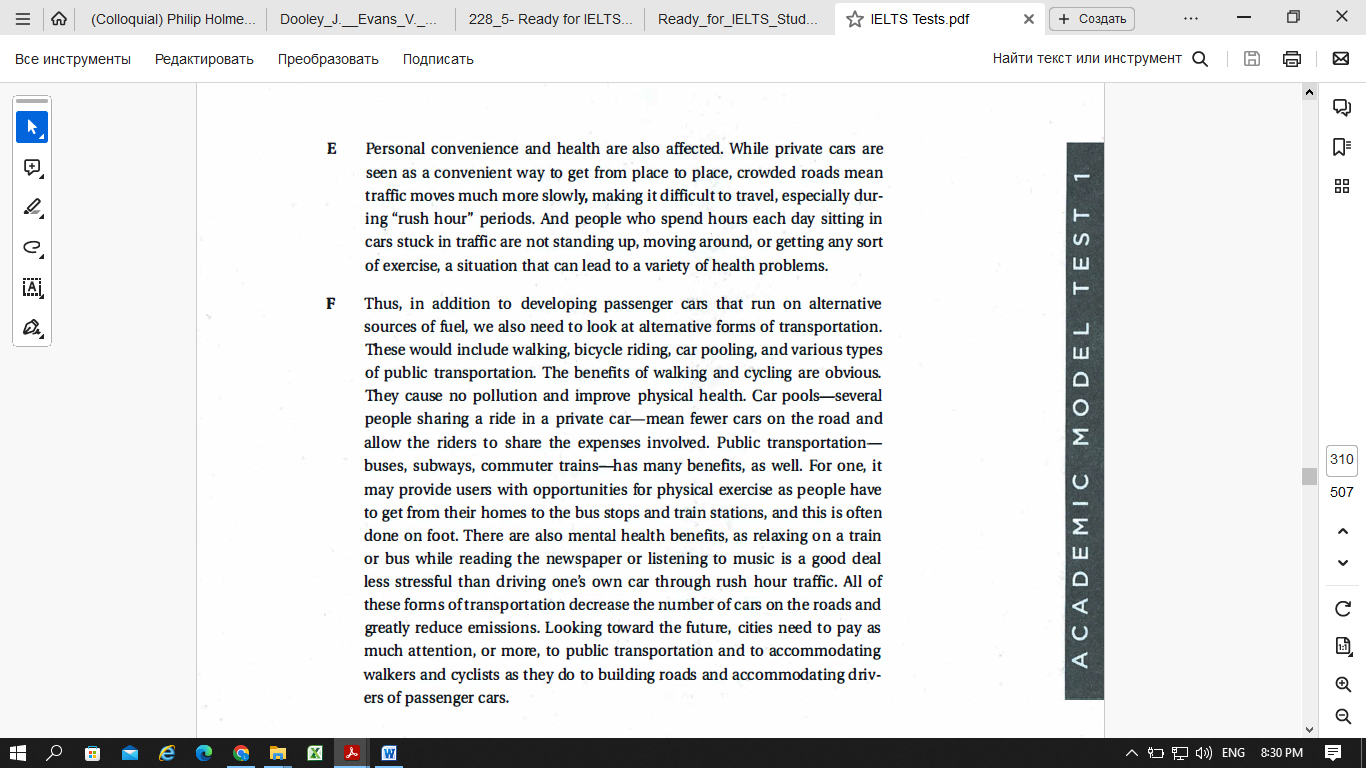 (Colloquial) Philip Holme...
Dooley_J.__Evans_V._...
228_5- Ready for IELTS...
Ready_for_IELTS_Stud...
IELTS Tests.pdf
Создать
Все инструменты
Редактировать
Преобразовать
Подписать
Найти текст или инструмент
E Personal convenience and health are also affected. While private cars are
seen as a convenient way to get from place to place, crowded roads mean
traffic moves much more slowly, making it difficult to travel, especially dur-
ing “rush hour” periods. And people who spend hours each day sitting in
cars stuck in traffic are not standing up, moving around, or getting any sort
of exercise, a situation that can lead to a variety of health problems.
F Thus, in addition to developing passenger cars that run on alternative
sources of fuel, we also need to look at alternative forms of transportation.
These would include walking, bicycle riding, car pooling, and various types
of public transportation. The benefits of walking and cycling are obvious.
They cause no pollution and improve physical health. Car pools—several
people sharing a ride in a private car—mean fewer cars on the road and
allow the riders to share the expenses involved. Public transportation—
buses, subways, commuter trains—has many benefits, as well. For one, it
may provide users with opportunities for physical exercise as people have
to get from their homes to the bus stops and train stations, and this is often
done on foot. There are also mental health benefits, as relaxing on a train
or bus while reading the newspaper or listening to music is a good deal
less stressful than driving one’s own car through rush hour traffic. All of
these forms of transportation decrease the number of cars on the roads and
greatly reduce emissions. Looking toward the future, cities need to pay as
much attention, or more, to public transportation and to accommodating
walkers and cyclists as they do to building roads and accommodating driv-
ers of passenger cars.
ACADEMIC MODEL TEST 1
310
507
1:1
ENG
8:30 PM